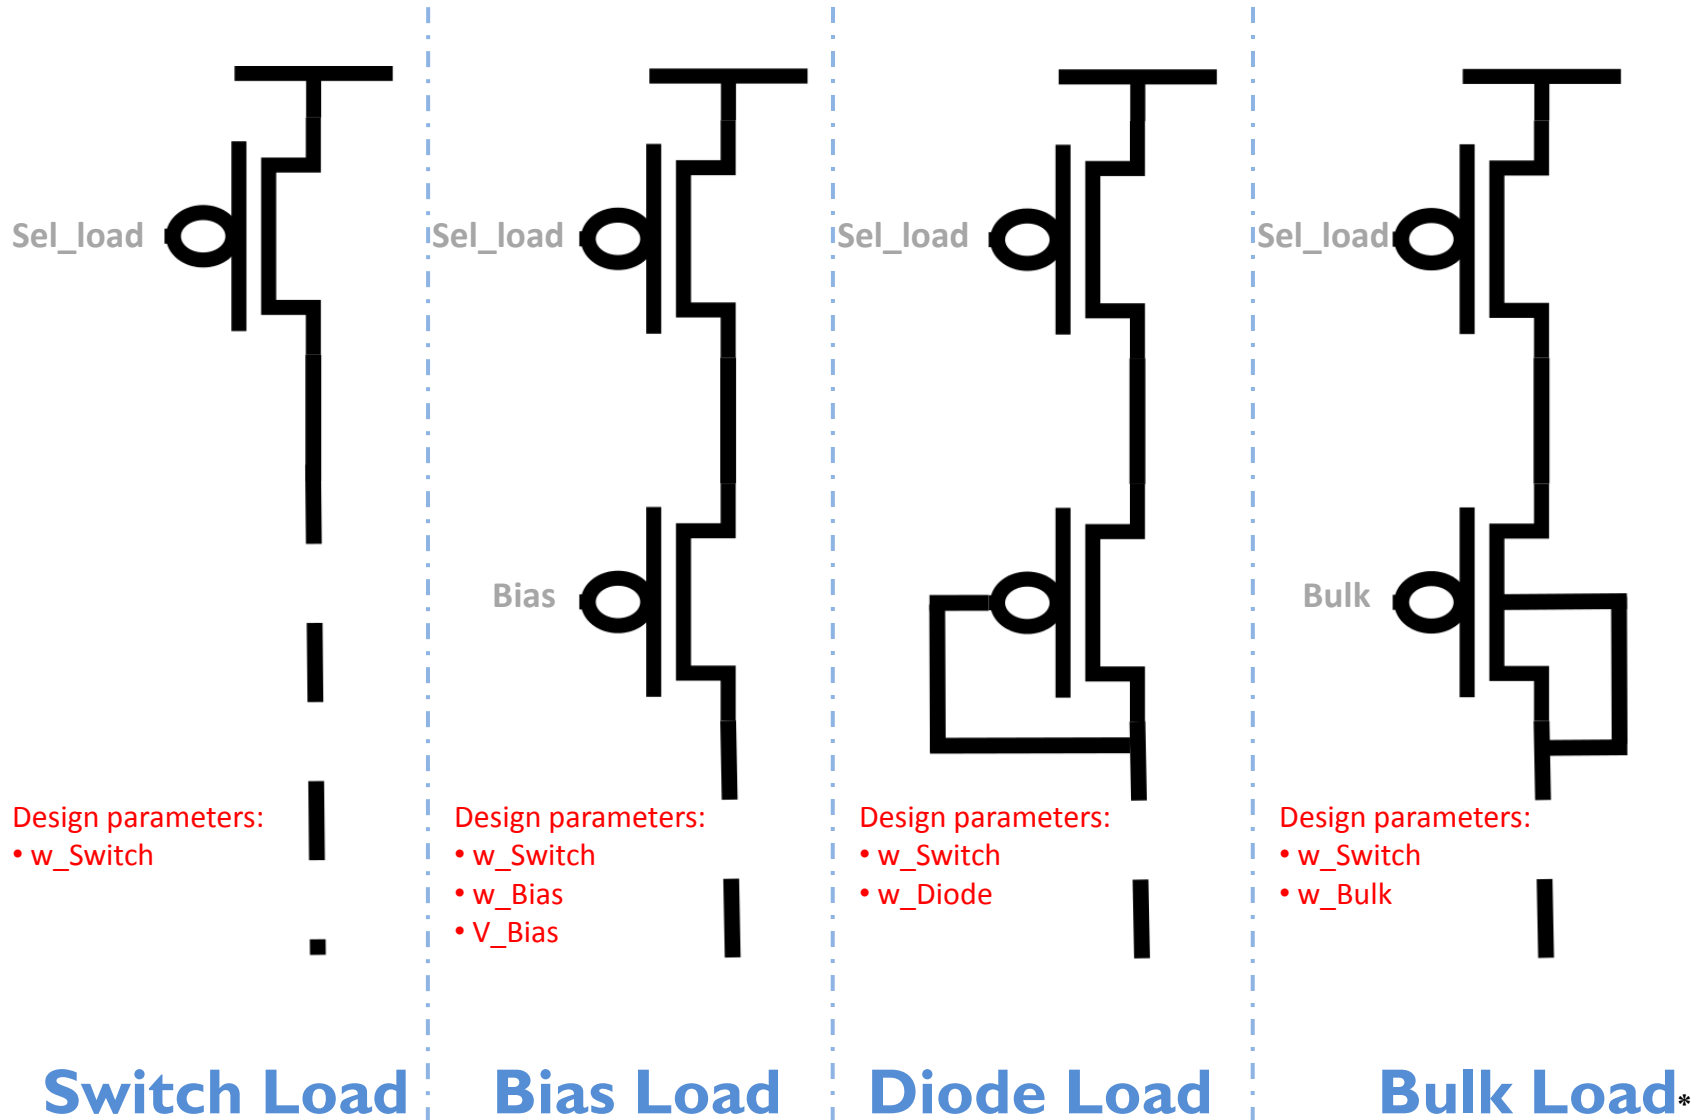 Sel_load
Sel_load
Sel_load
Sel_load
Bias
Bulk
Design parameters:
• w_Switch
Design parameters:
• w_Switch
• w_Bias
• V_Bias
Design parameters:
• w_Switch
• w_Diode
Design parameters:
• w_Switch
• w_Bulk
Switch Load
Bias Load
Diode Load
Bulk Load*